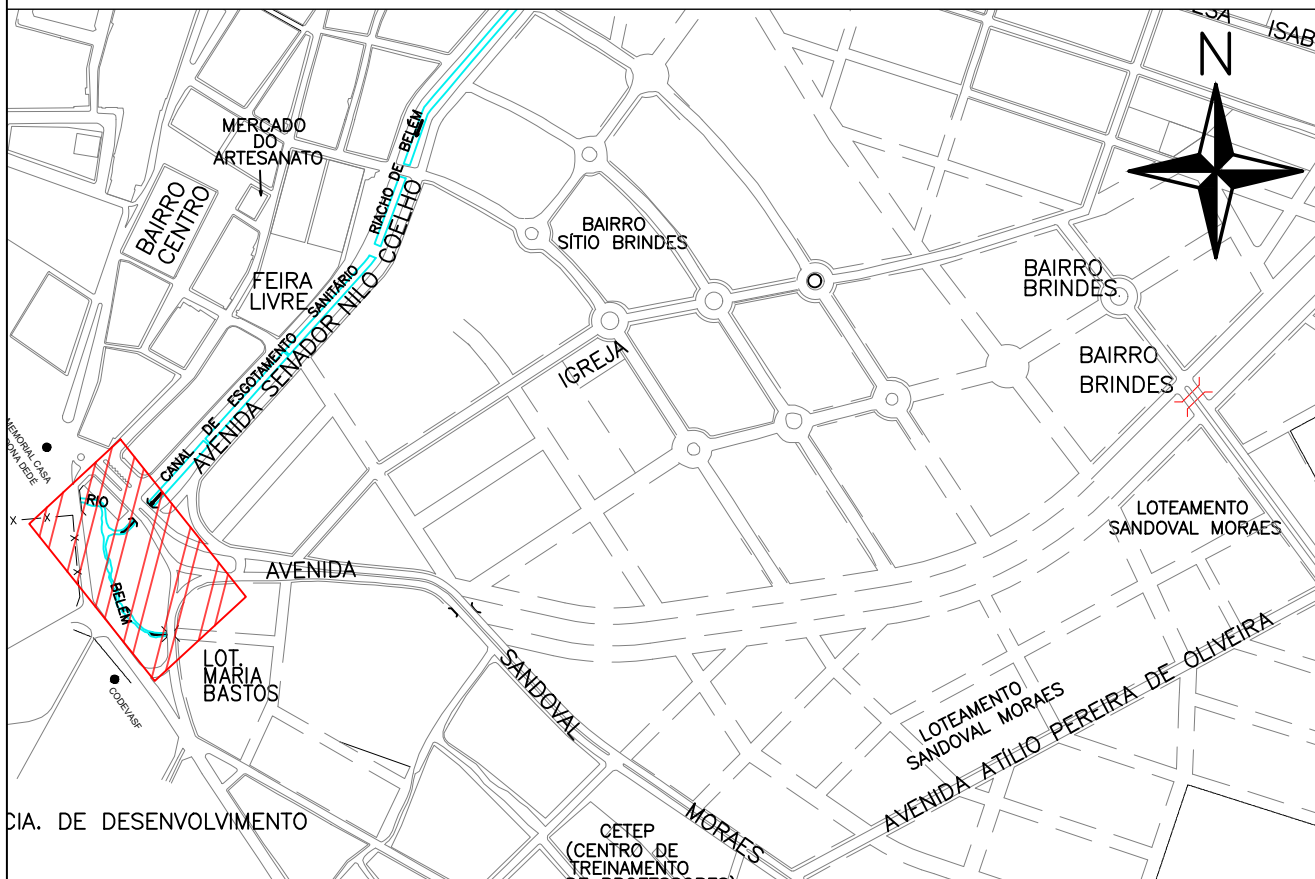 ISAB
N
MERCADO
DO
ARTESANATO
BAIRRO
CENTRO
FEIRA
LIVRE
RIACHO DE BELÉM
CANAL DE ESGOTAMENTO SANITÁRIO
AVENIDA SENADOR NILO COELHO
BAIRRO
SÍTIO BRINDES
BAIRRO
BRINDES
BAIRRO
BRINDES
IGREJA
LOTEAMENTO
SANDOVAL MORAES
MEMORIAL CASA
DONA DEDÉ
X
X
X
X
RIO
BELÉM
AVENIDA
SANDOVAL
MORAES
LOT.
MARIA
BASTOS
CODEVASF
LOTEAMENTO
SANDOVAL MORAES
AVENIDA ATÍLIO PEREIRA DE OLIVEIRA
CIA. DE DESENVOLVIMENTO
CETEP
(CENTRO DE
TREINAMENTO